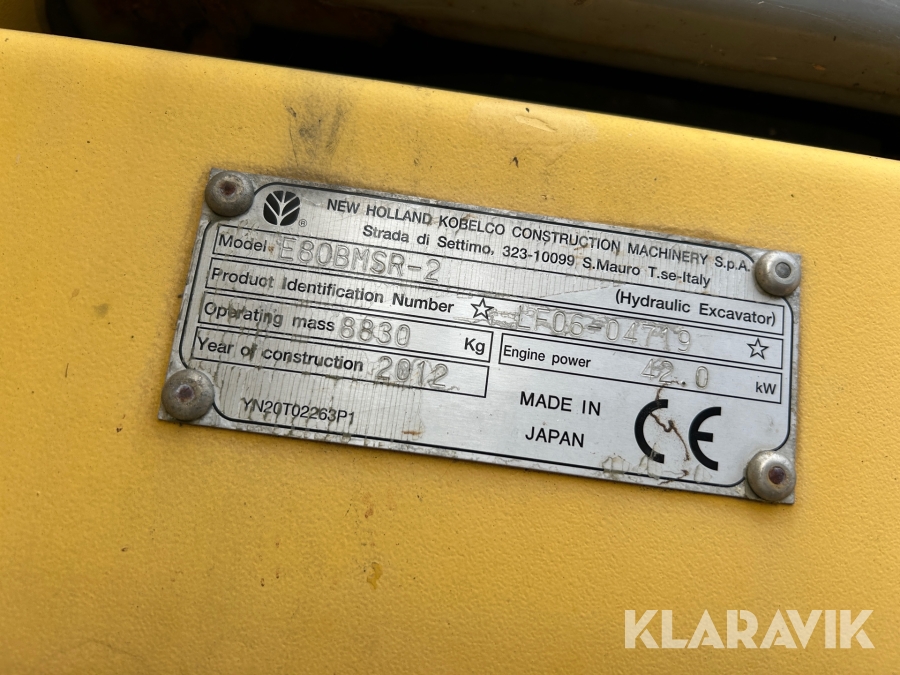 NEW HOLLAND KOBELCO CONSTRUCTION MACHINERY S.p.A.
Strada di Settimo, 323-10099 S.Mauro T.se-Italy
®
Model E80BMSR-2
(Hydraulic Excavator)
Product Identification Number ☆ LF06-04719 ☆
Operating mass 8830 Kg
Engine power 42.0 kW
Year of construction 2012
MADE IN
JAPAN
CE
YN20T02263P1
KLARAVIK